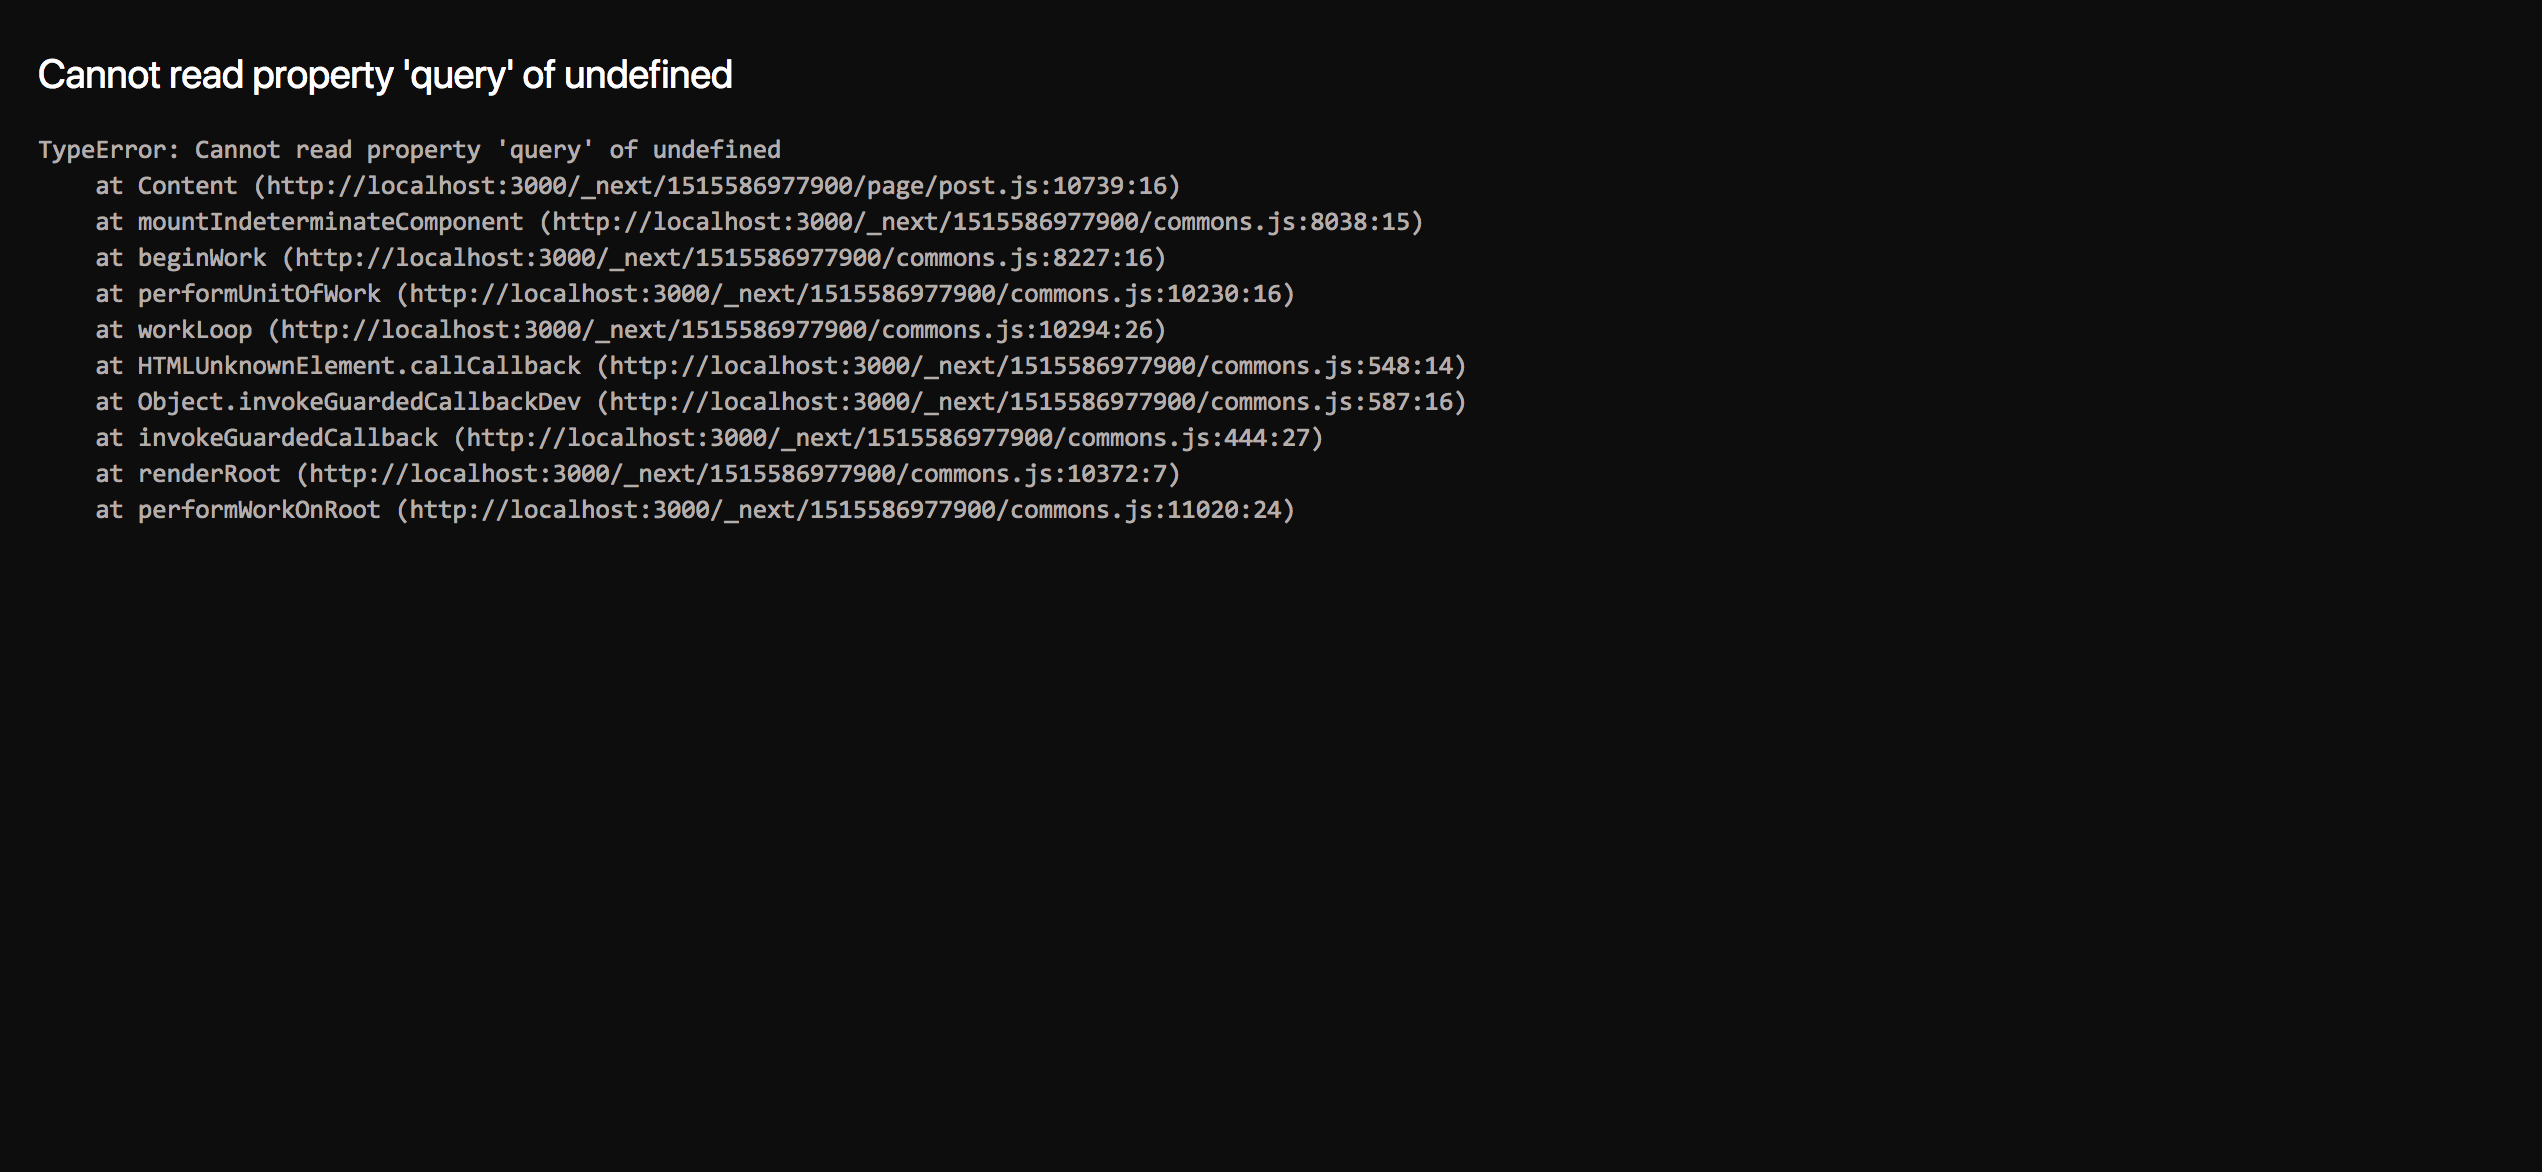 Cannot read property 'query' of undefined
TypeError: Cannot read property 'query' of undefined
    at Content (http://localhost:3000/_next/1515586977900/page/post.js:10739:16)
    at mountIndeterminateComponent (http://localhost:3000/_next/1515586977900/commons.js:8038:15)
    at beginWork (http://localhost:3000/_next/1515586977900/commons.js:8227:16)
    at performUnitOfWork (http://localhost:3000/_next/1515586977900/commons.js:10230:16)
    at workLoop (http://localhost:3000/_next/1515586977900/commons.js:10294:26)
    at HTMLUnknownElement.callCallback (http://localhost:3000/_next/1515586977900/commons.js:548:14)
    at Object.invokeGuardedCallbackDev (http://localhost:3000/_next/1515586977900/commons.js:587:16)
    at invokeGuardedCallback (http://localhost:3000/_next/1515586977900/commons.js:444:27)
    at renderRoot (http://localhost:3000/_next/1515586977900/commons.js:10372:7)
    at performWorkOnRoot (http://localhost:3000/_next/1515586977900/commons.js:11020:24)